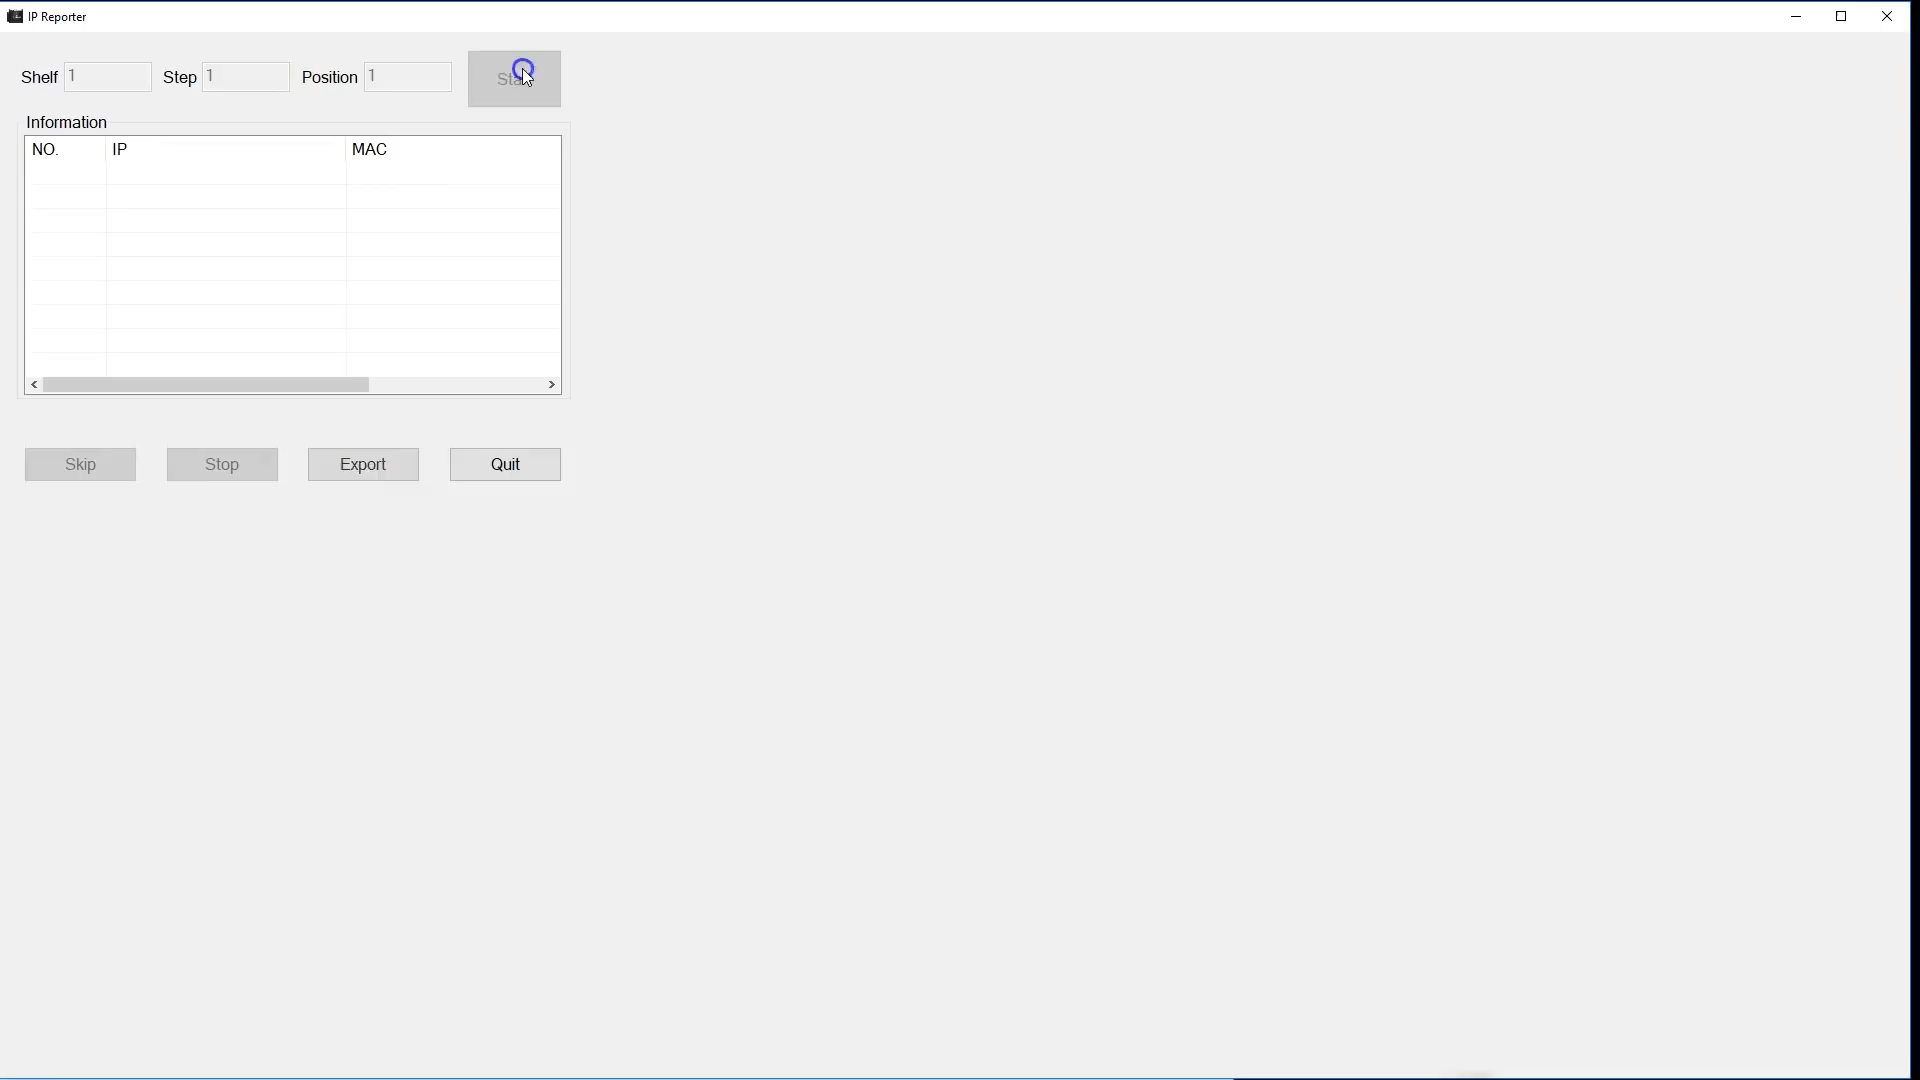 IP Reporter
Shelf 1 Step 1 Position 1
Information
NO. IP MAC
Skip Stop Export Quit